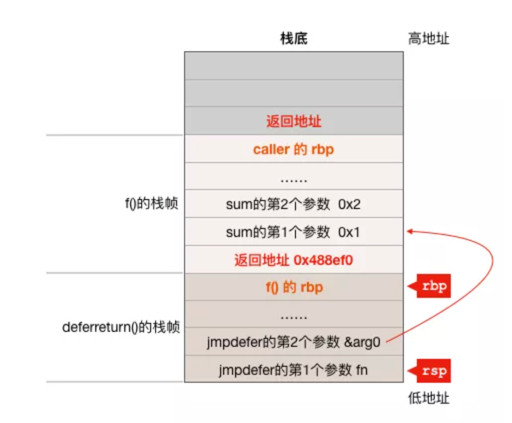 栈底 高地址
返回地址
caller 的 rbp
……
f()的栈帧 sum的第2个参数 0x2
sum的第1个参数 0x1
返回地址 0x488ef0
f() 的 rbp rbp
……
deferreturn()的栈帧
jmpdefer的第2个参数 &arg0
jmpdefer的第1个参数 fn rsp
低地址